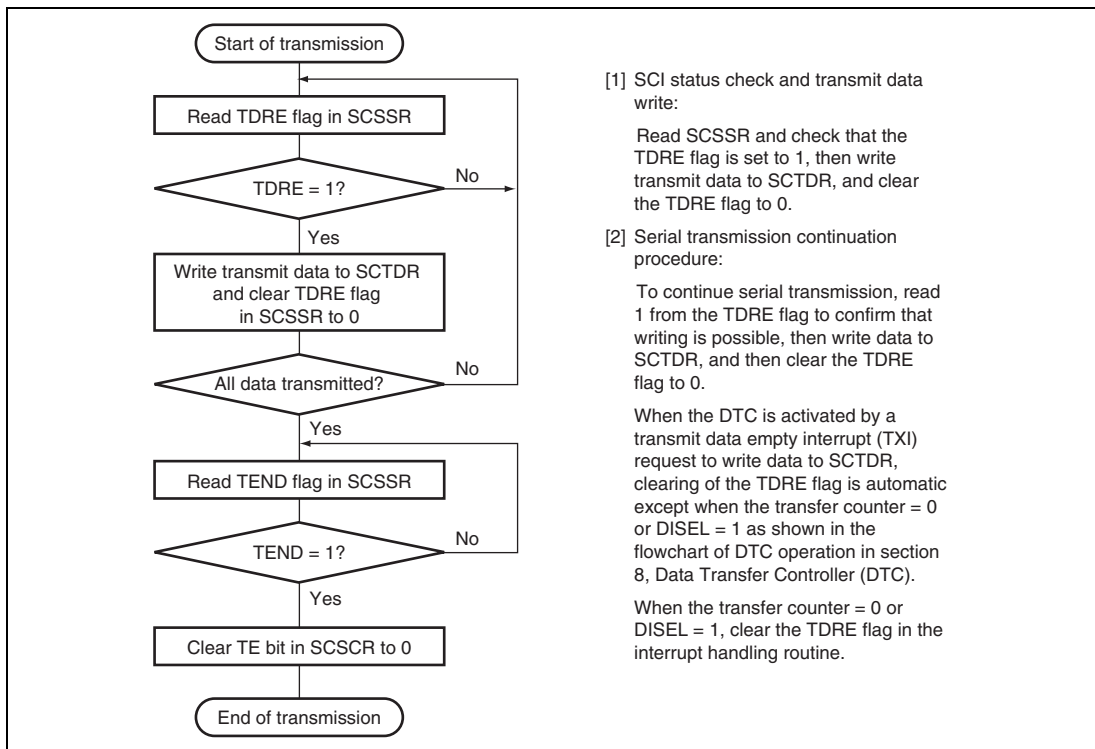 Start of transmission
Read TDRE flag in SCSSR
TDRE = 1?
No
Yes
Write transmit data to SCTDR
and clear TDRE flag
in SCSSR to 0
All data transmitted?
No
Yes
Read TEND flag in SCSSR
TEND = 1?
No
Yes
Clear TE bit in SCSCR to 0
End of transmission
[1] SCI status check and transmit data
write:
Read SCSSR and check that the
TDRE flag is set to 1, then write
transmit data to SCTDR, and clear
the TDRE flag to 0.
[2] Serial transmission continuation
procedure:
To continue serial transmission, read
1 from the TDRE flag to confirm that
writing is possible, then write data to
SCTDR, and then clear the TDRE
flag to 0.
When the DTC is activated by a
transmit data empty interrupt (TXI)
request to write data to SCTDR,
clearing of the TDRE flag is automatic
except when the transfer counter = 0
or DISEL = 1 as shown in the
flowchart of DTC operation in section
8, Data Transfer Controller (DTC).
When the transfer counter = 0 or
DISEL = 1, clear the TDRE flag in the
interrupt handling routine.